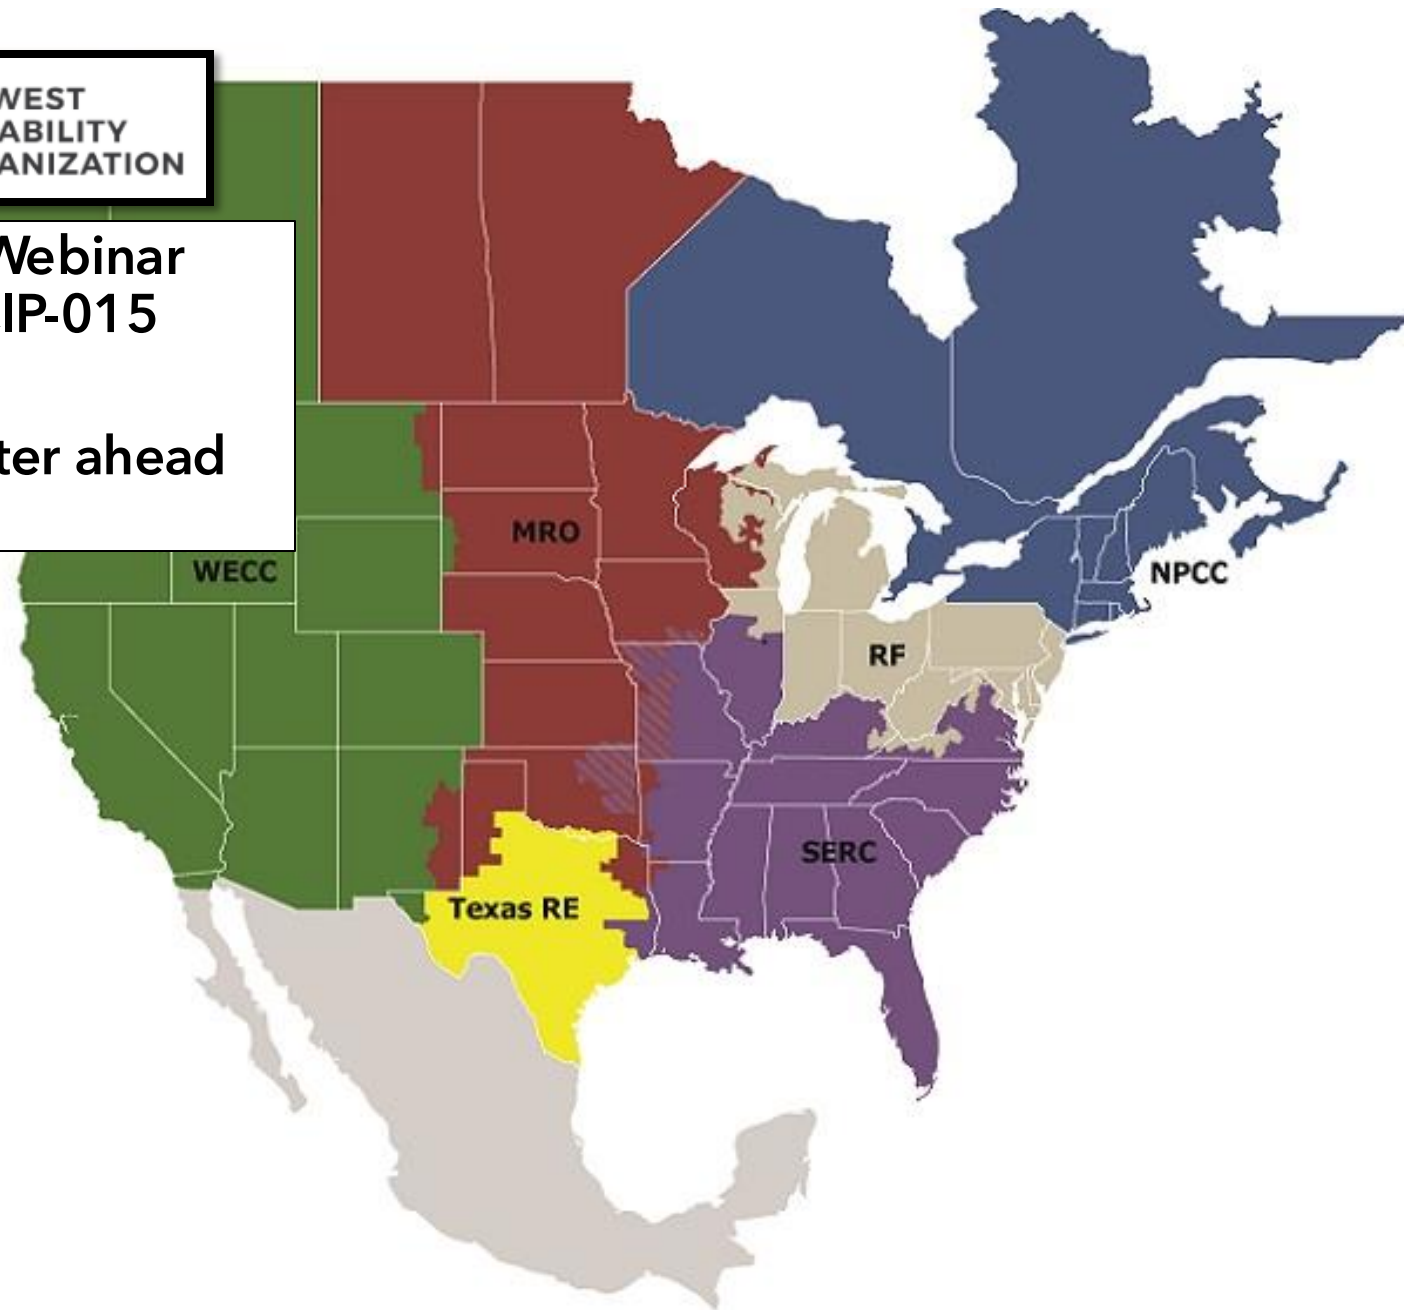 WEST
ABILITY
ANIZATION
Webinar
IP-015
ter ahead
MRO
WECC
NPCC
RF
SERC
Texas RE